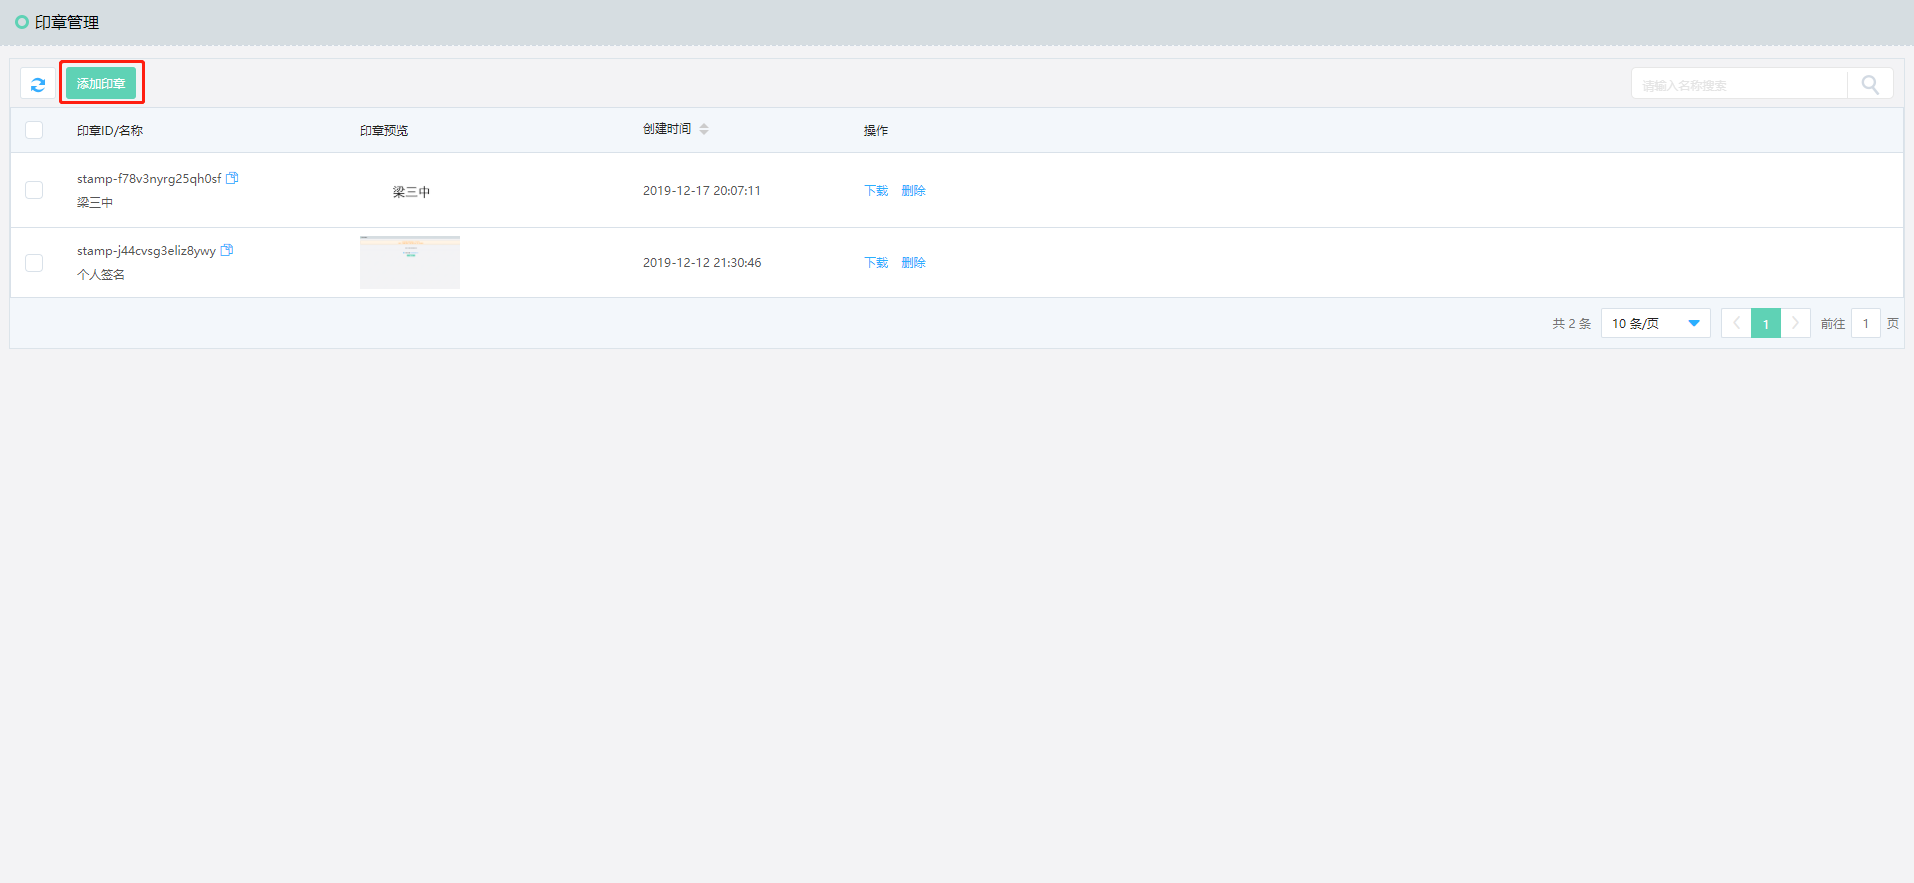 印章管理
添加印章
请输入名称搜索
印章ID/名称 印章预览 创建时间 操作
stamp-f78v3nyrg25qh0sf
梁三中
梁三中
2019-12-17 20:07:11
下载 删除
stamp-j44cvsg3eliz8ywy
个人签名
2019-12-12 21:30:46
下载 删除
共 2 条 10 条/页 1 前往 1 页